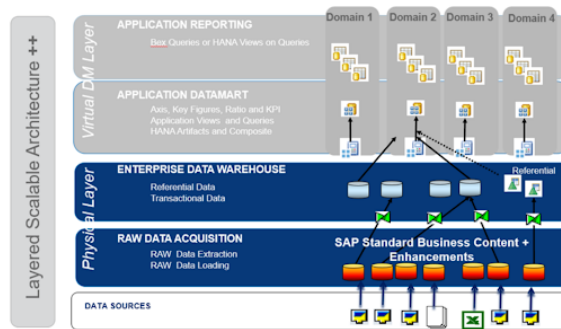 Layered Scalable Architecture ++
Virtual DM Layer
Physical Layer
Domain 1
Domain 2
Domain 3
Domain 4
APPLICATION REPORTING
Bex Queries or HANA Views on Queries
APPLICATION DATAMART
Axis, Key Figures, Ratio and KPI
Application Views and Queries
HANA Artifacts and Composite
ENTERPRISE DATA WAREHOUSE
Referential Data
Transactional Data
Referential
RAW DATA ACQUISITION
RAW Data Extraction
RAW Data Loading
SAP Standard Business Content +
Enhancements
DATA SOURCES